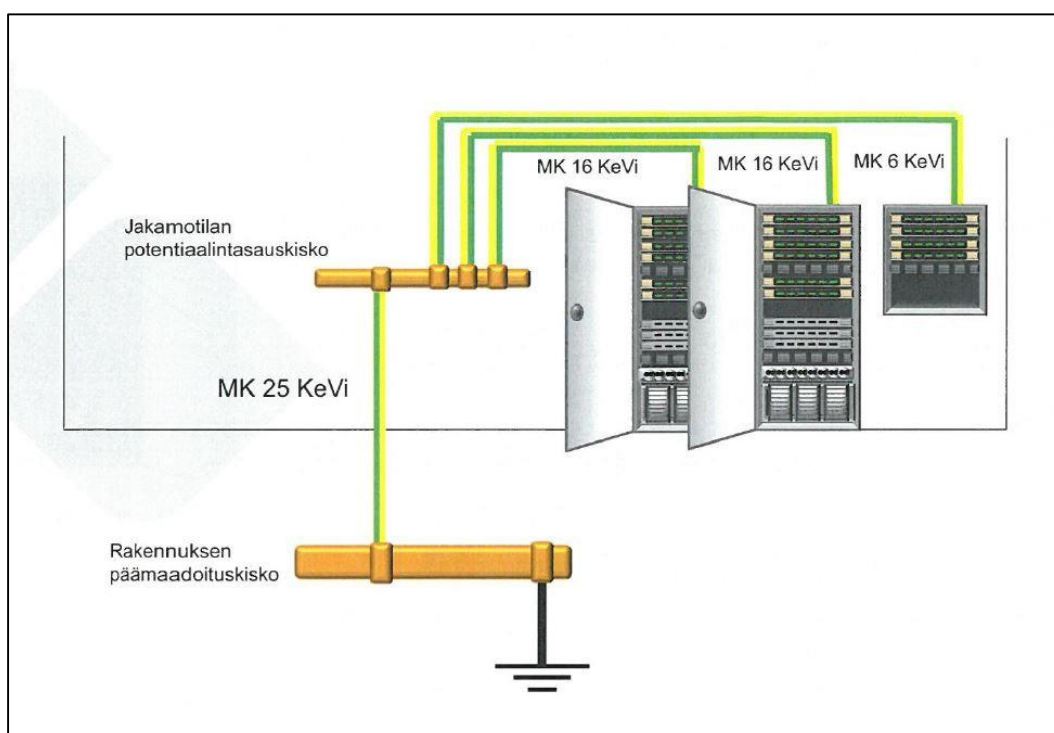 MK 16 KeVi
MK 16 KeVi
MK 6 KeVi
Jakamotilan
potentiaalintasauskisko
MK 25 KeVi
Rakennuksen
päämaadoituskisko